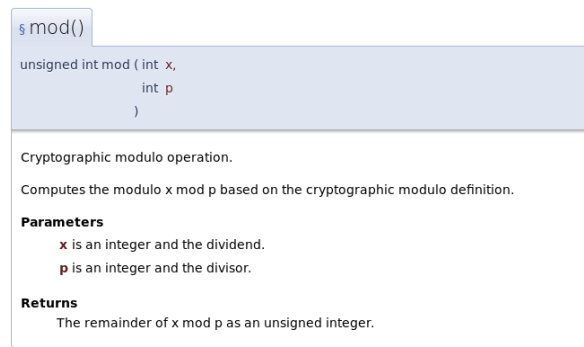 § mod()
unsigned int mod ( int x,
int p
)
Cryptographic modulo operation.
Computes the modulo x mod p based on the cryptographic modulo definition.
Parameters
x is an integer and the dividend.
p is an integer and the divisor.
Returns
The remainder of x mod p as an unsigned integer.